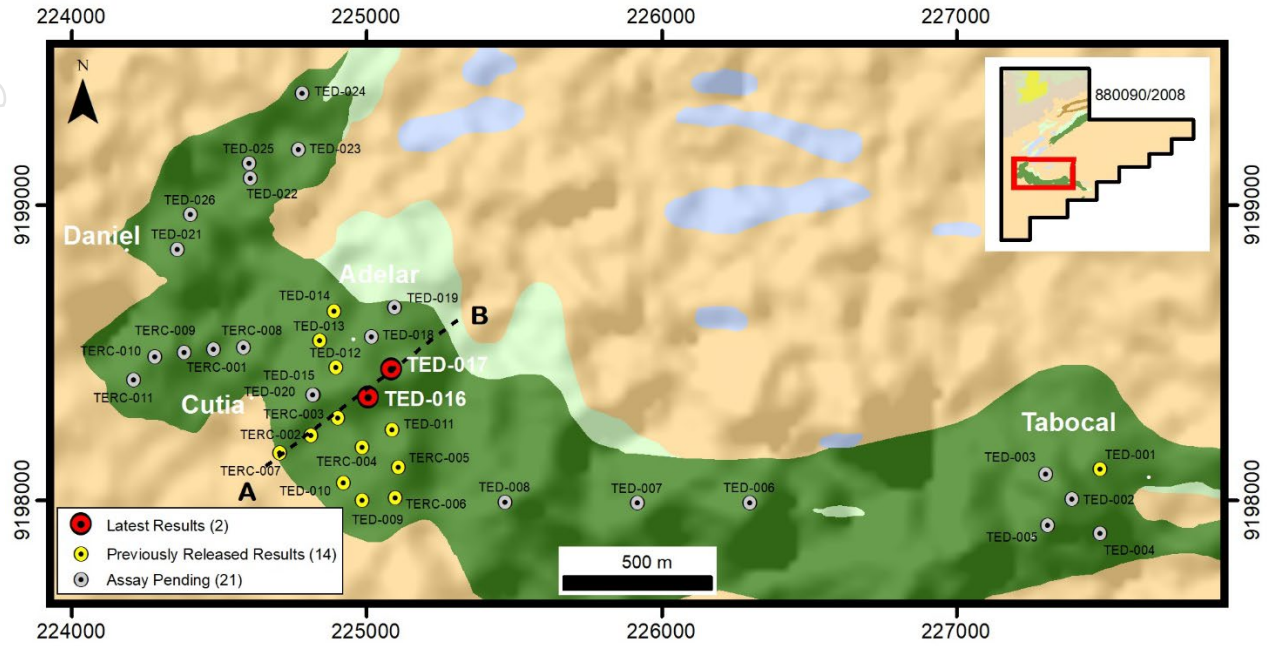 224000
225000
226000
227000
N
880090/2008
TED-024
TED-025
TED-023
TED-022
TED-026
9199000
9199000
Daniel
TED-021
Adelar
TED-014
TED-019
TERC-009
TED-013
TED-018
B
TERC-010
TERC-008
TED-012
TERC-001
TED-017
TED-015
TERC-011
TED-020
TED-016
Cutia
TERC-003
Tabocal
TERC-002
TED-011
TED-003
TED-001
TERC-007
TERC-004
TERC-005
A
TED-010
TERC-006
TED-008
TED-007
TED-006
TED-002
9198000
9198000
TED-009
TED-005
TED-004
Latest Results (2)
Previously Released Results (14)
Assay Pending (21)
500 m
224000
225000
226000
227000